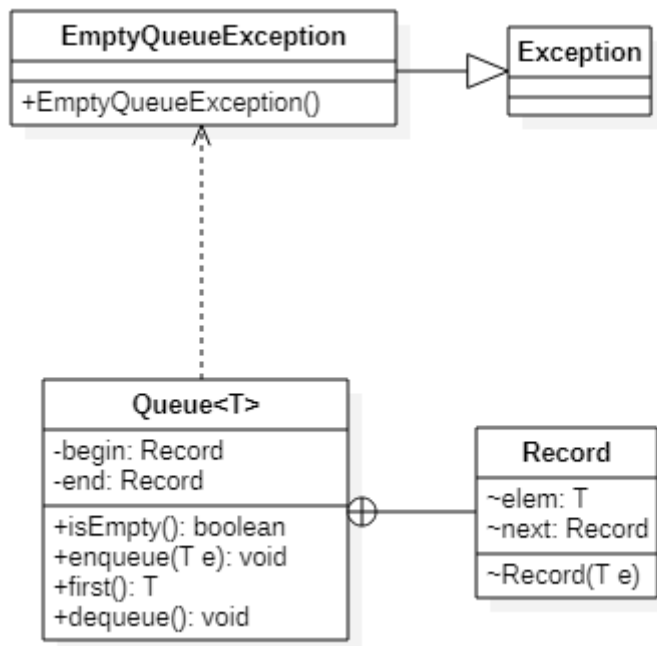 EmptyQueueException
+EmptyQueueException()
Exception
Queue<T>
-begin: Record
-end: Record
+isEmpty(): boolean
+enqueue(T e): void
+first(): T
+dequeue(): void
Record
~elem: T
~next: Record
~Record(T e)